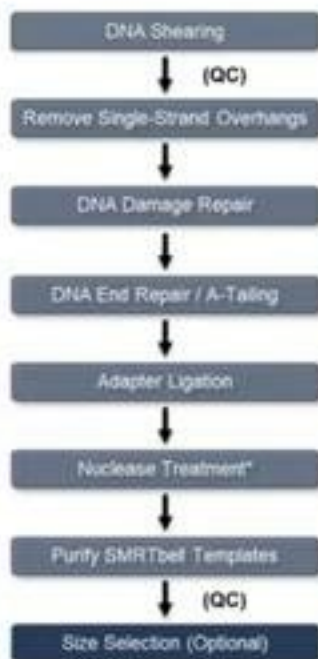 DNA Shearing
(QC)
Remove Single-Strand Overhangs
DNA Damage Repair
DNA End Repair / A-Tailing
Adapter Ligation
Nuclease Treatment*
Purify SMRTbell Templates
(QC)
Size Selection (Optional)